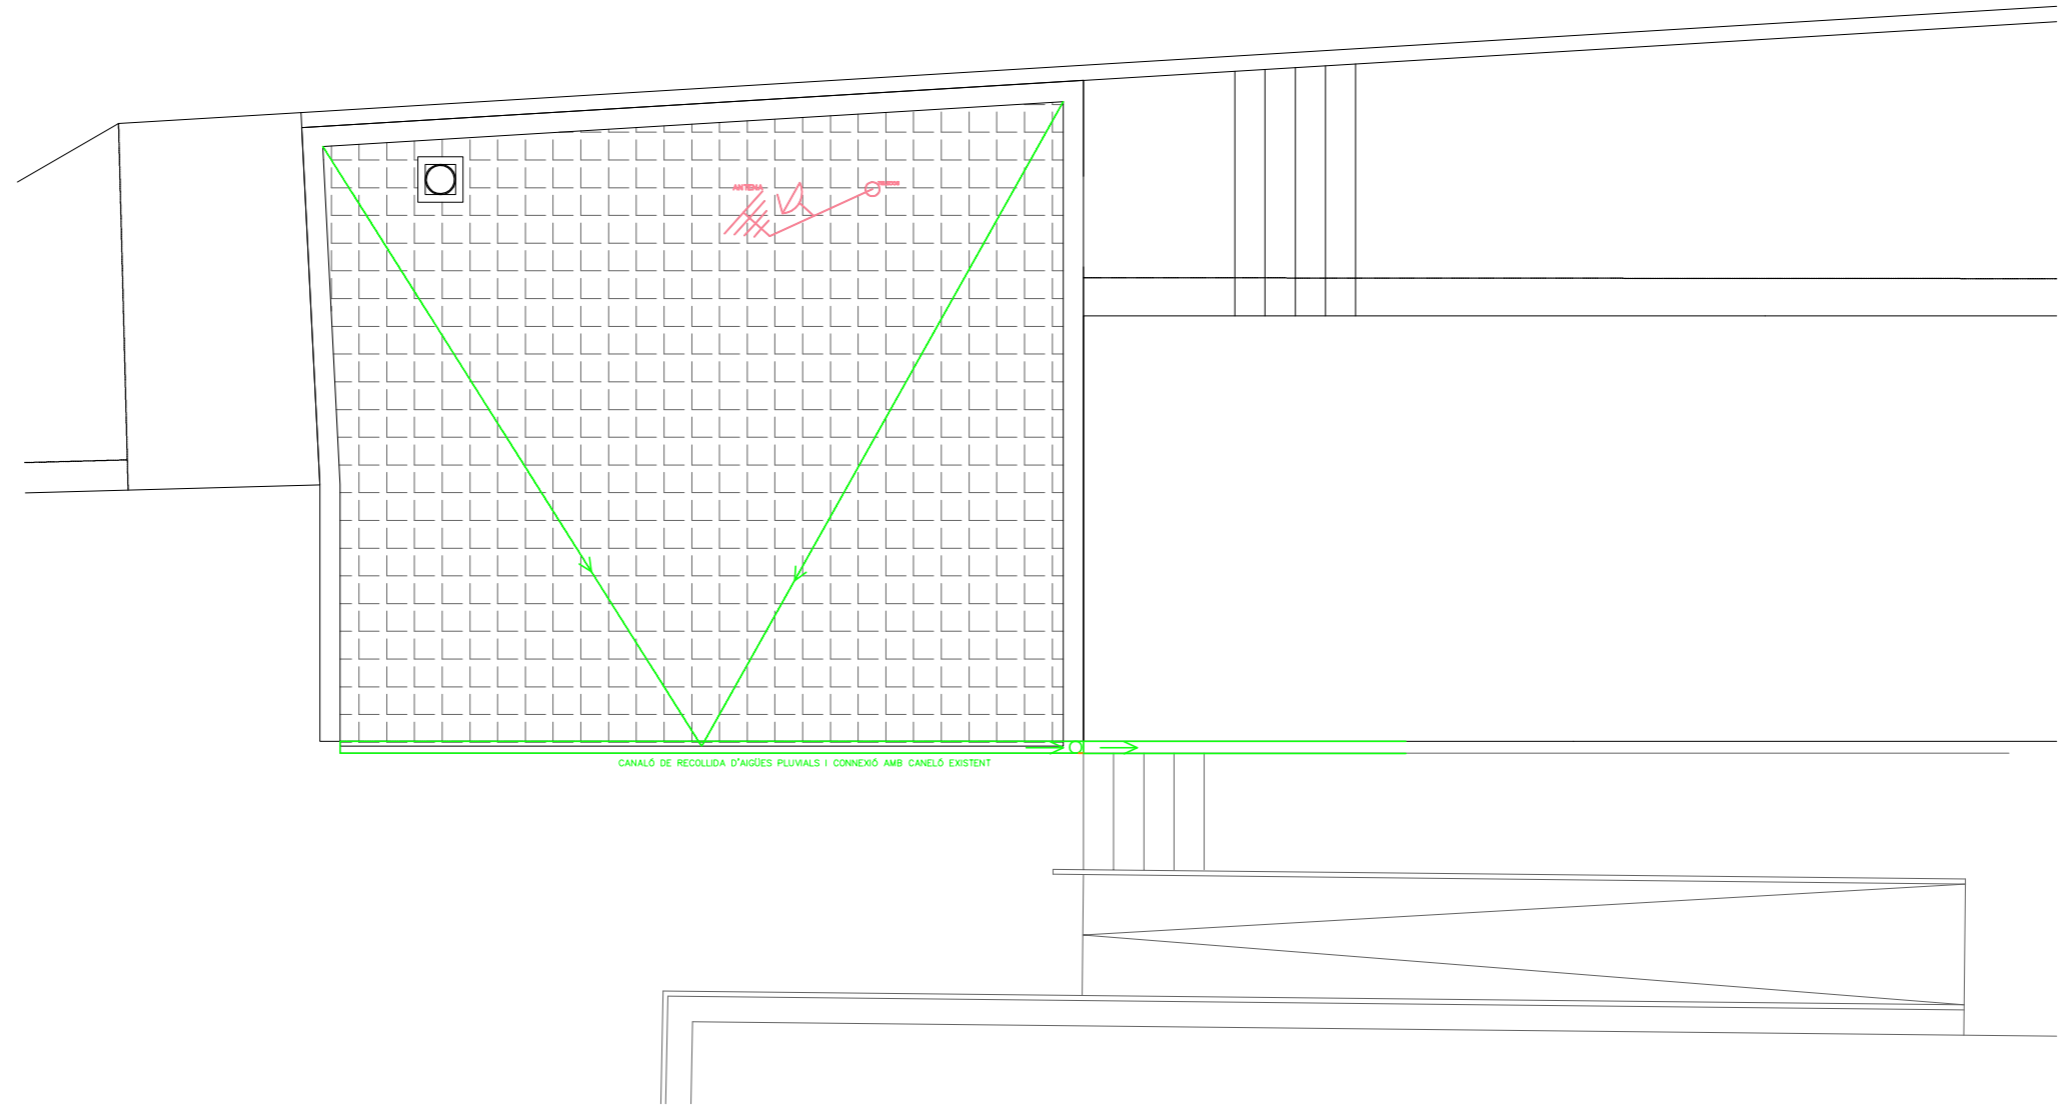 ANTENA
CANALÓ DE RECOLLIDA D'AIGÜES PLUVIALS I CONNEXIÓ AMB CANELÓ EXISTENT